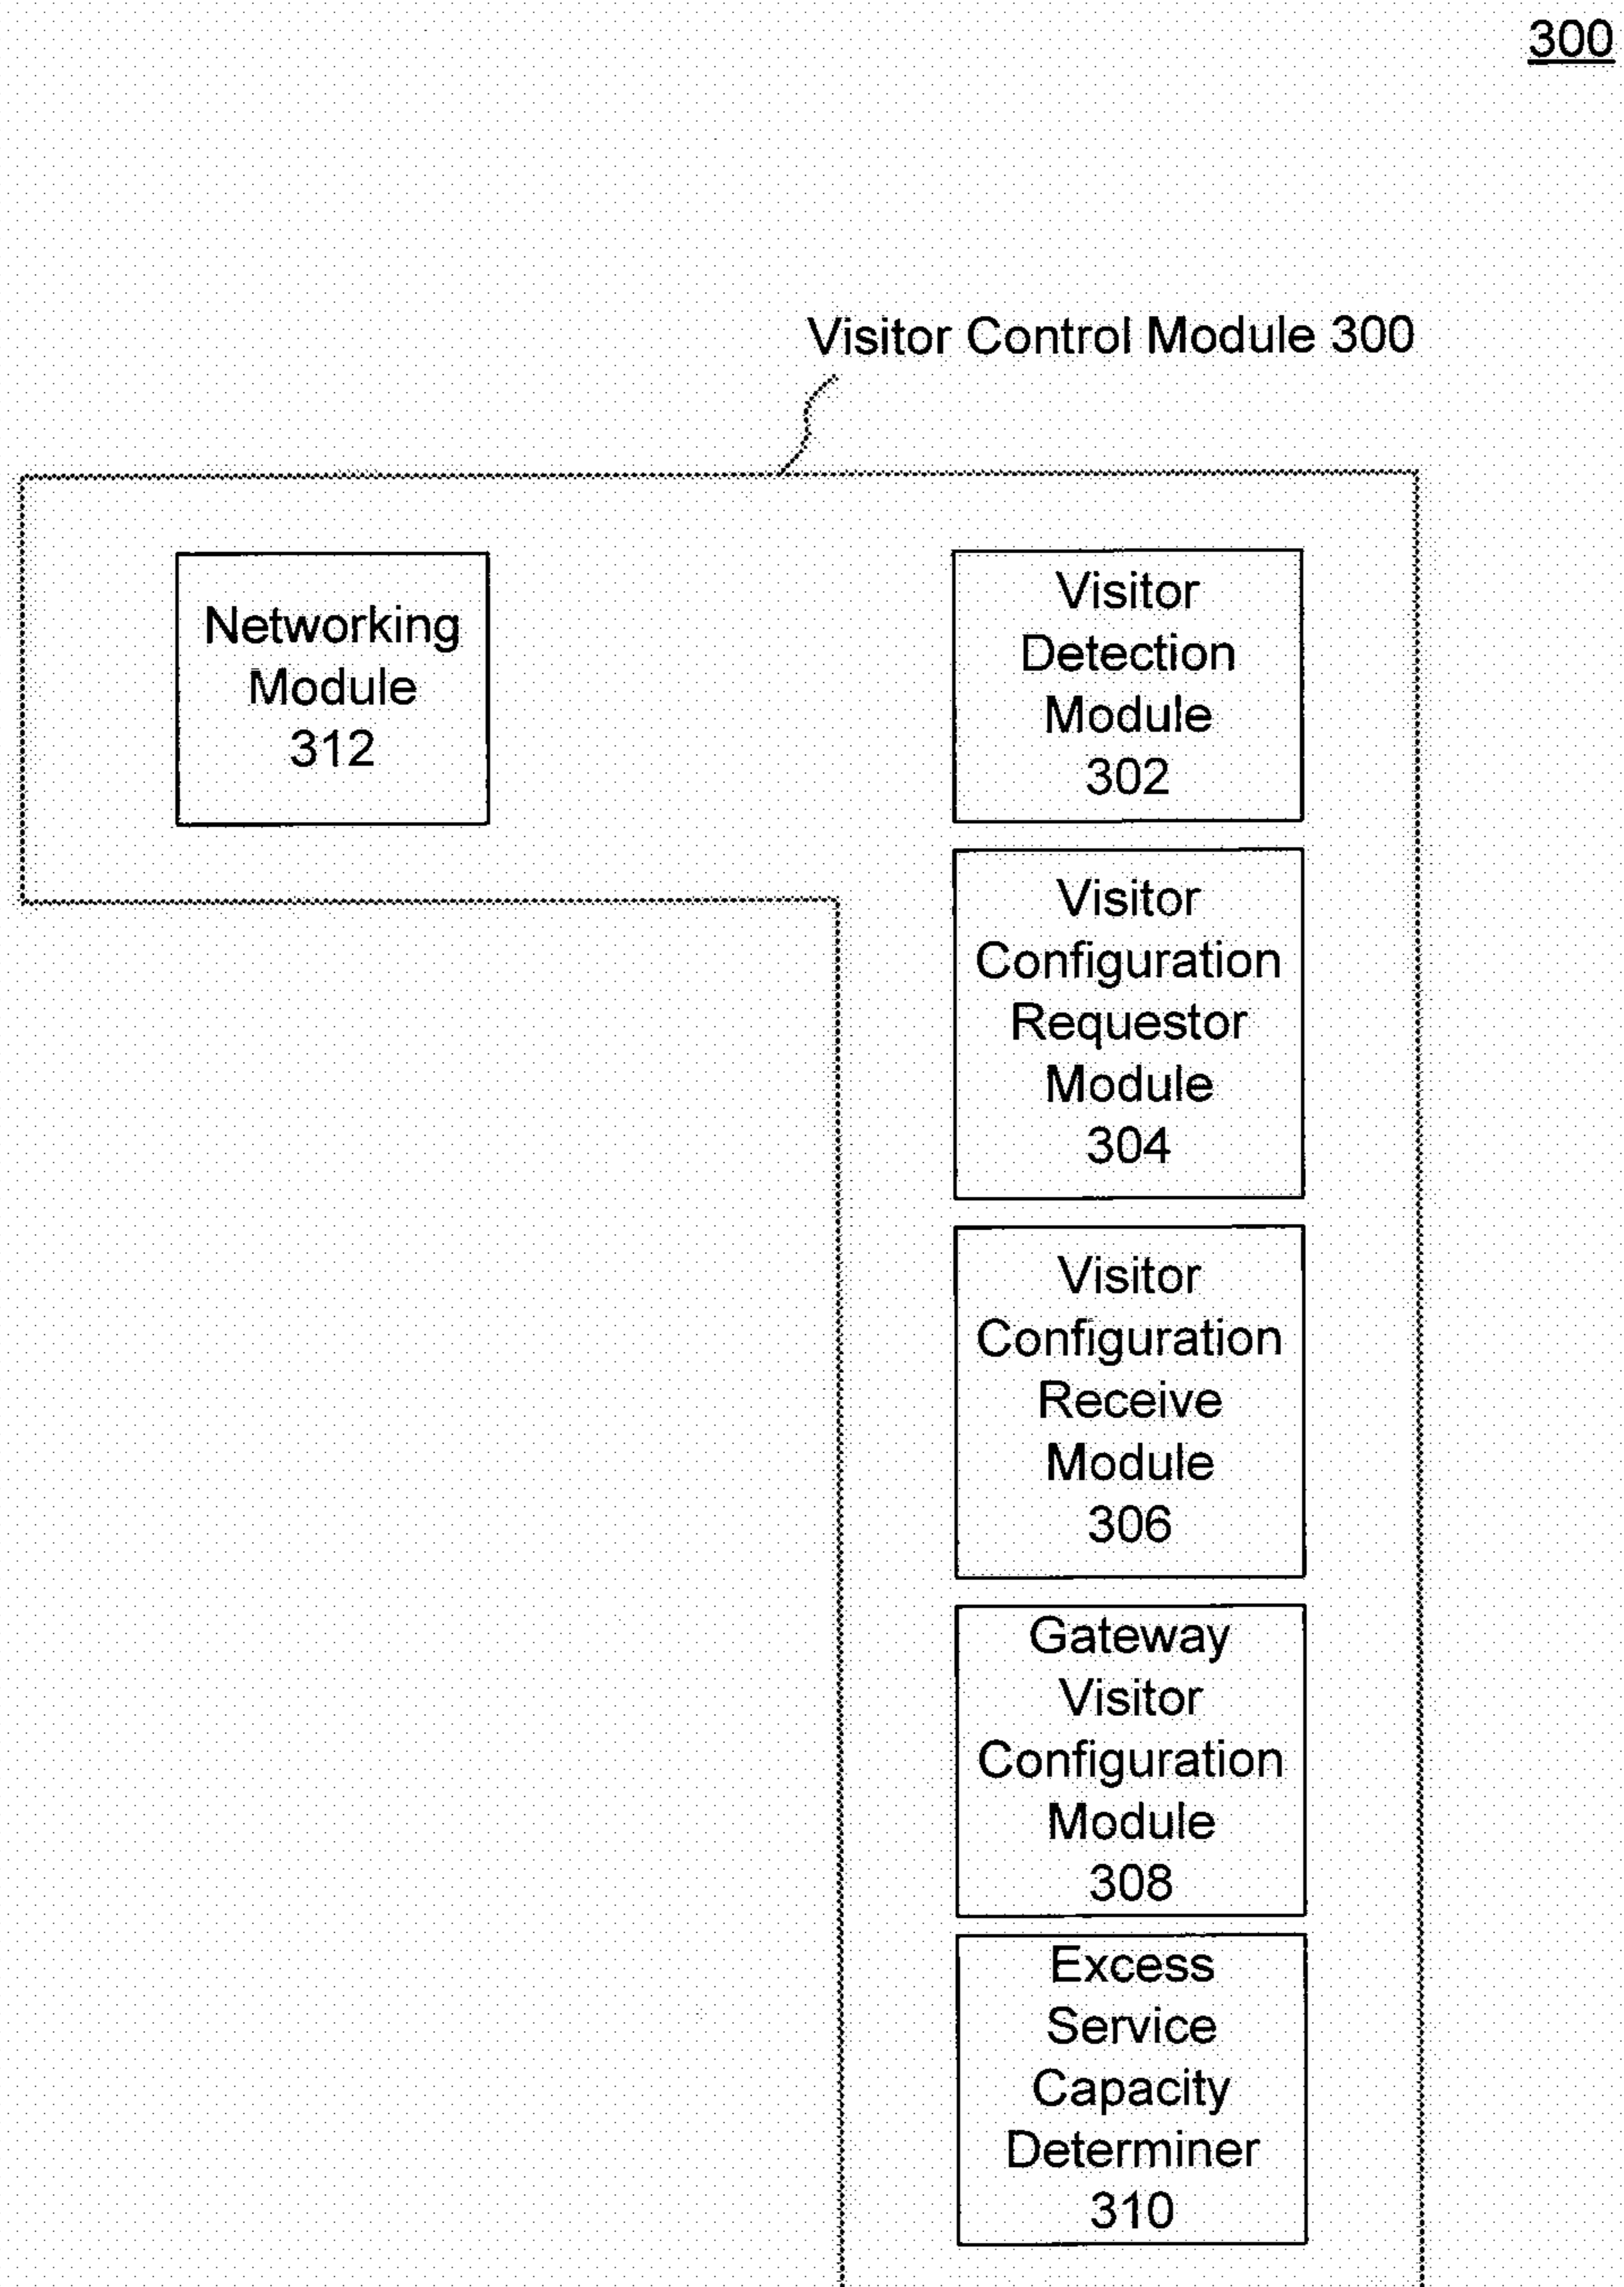 300
Visitor Control Module 300
Networking
Module
312
Visitor
Detection
Module
302
Visitor
Configuration
Requestor
Module
304
Visitor
Configuration
Receive
Module
306
Gateway
Visitor
Configuration
Module
308
Excess
Service
Capacity
Determiner
310